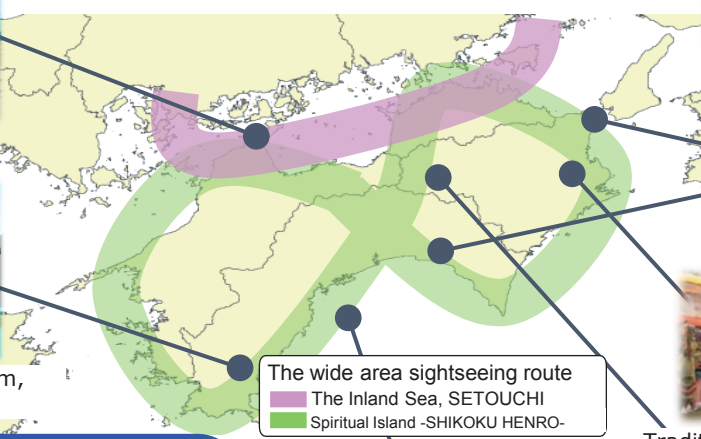 m,
The wide area sightseeing route
The Inland Sea, SETOUCHI
Spiritual Island -SHIKOKU HENRO-